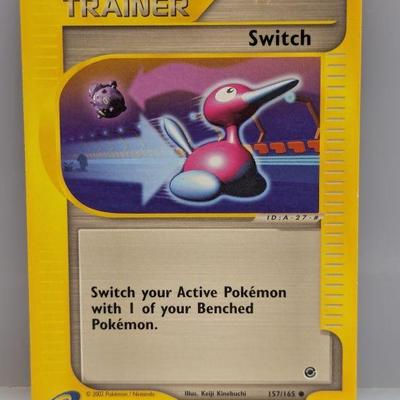 TRAINER
Switch
ID:A-27-#
Switch your Active Pokémon
with 1 of your Benched
Pokémon.
© 2002 Pokémon / Nintendo Illus. Keiji Kinebuchi 157/165